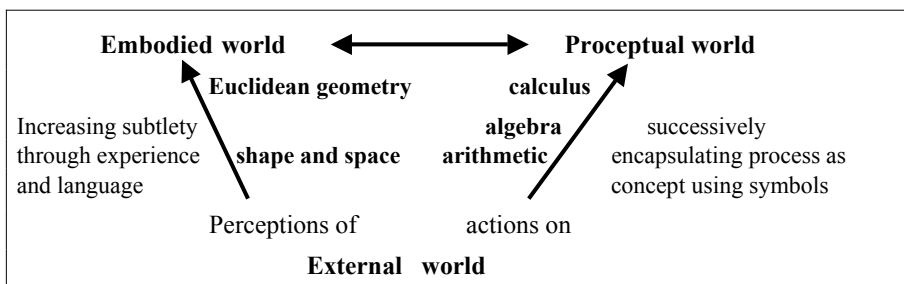 Embodied world Proceptual world
Euclidean geometry calculus
Increasing subtlety algebra successively
through experience shape and space arithmetic encapsulating process as
and language concept using symbols
Perceptions of actions on
External world